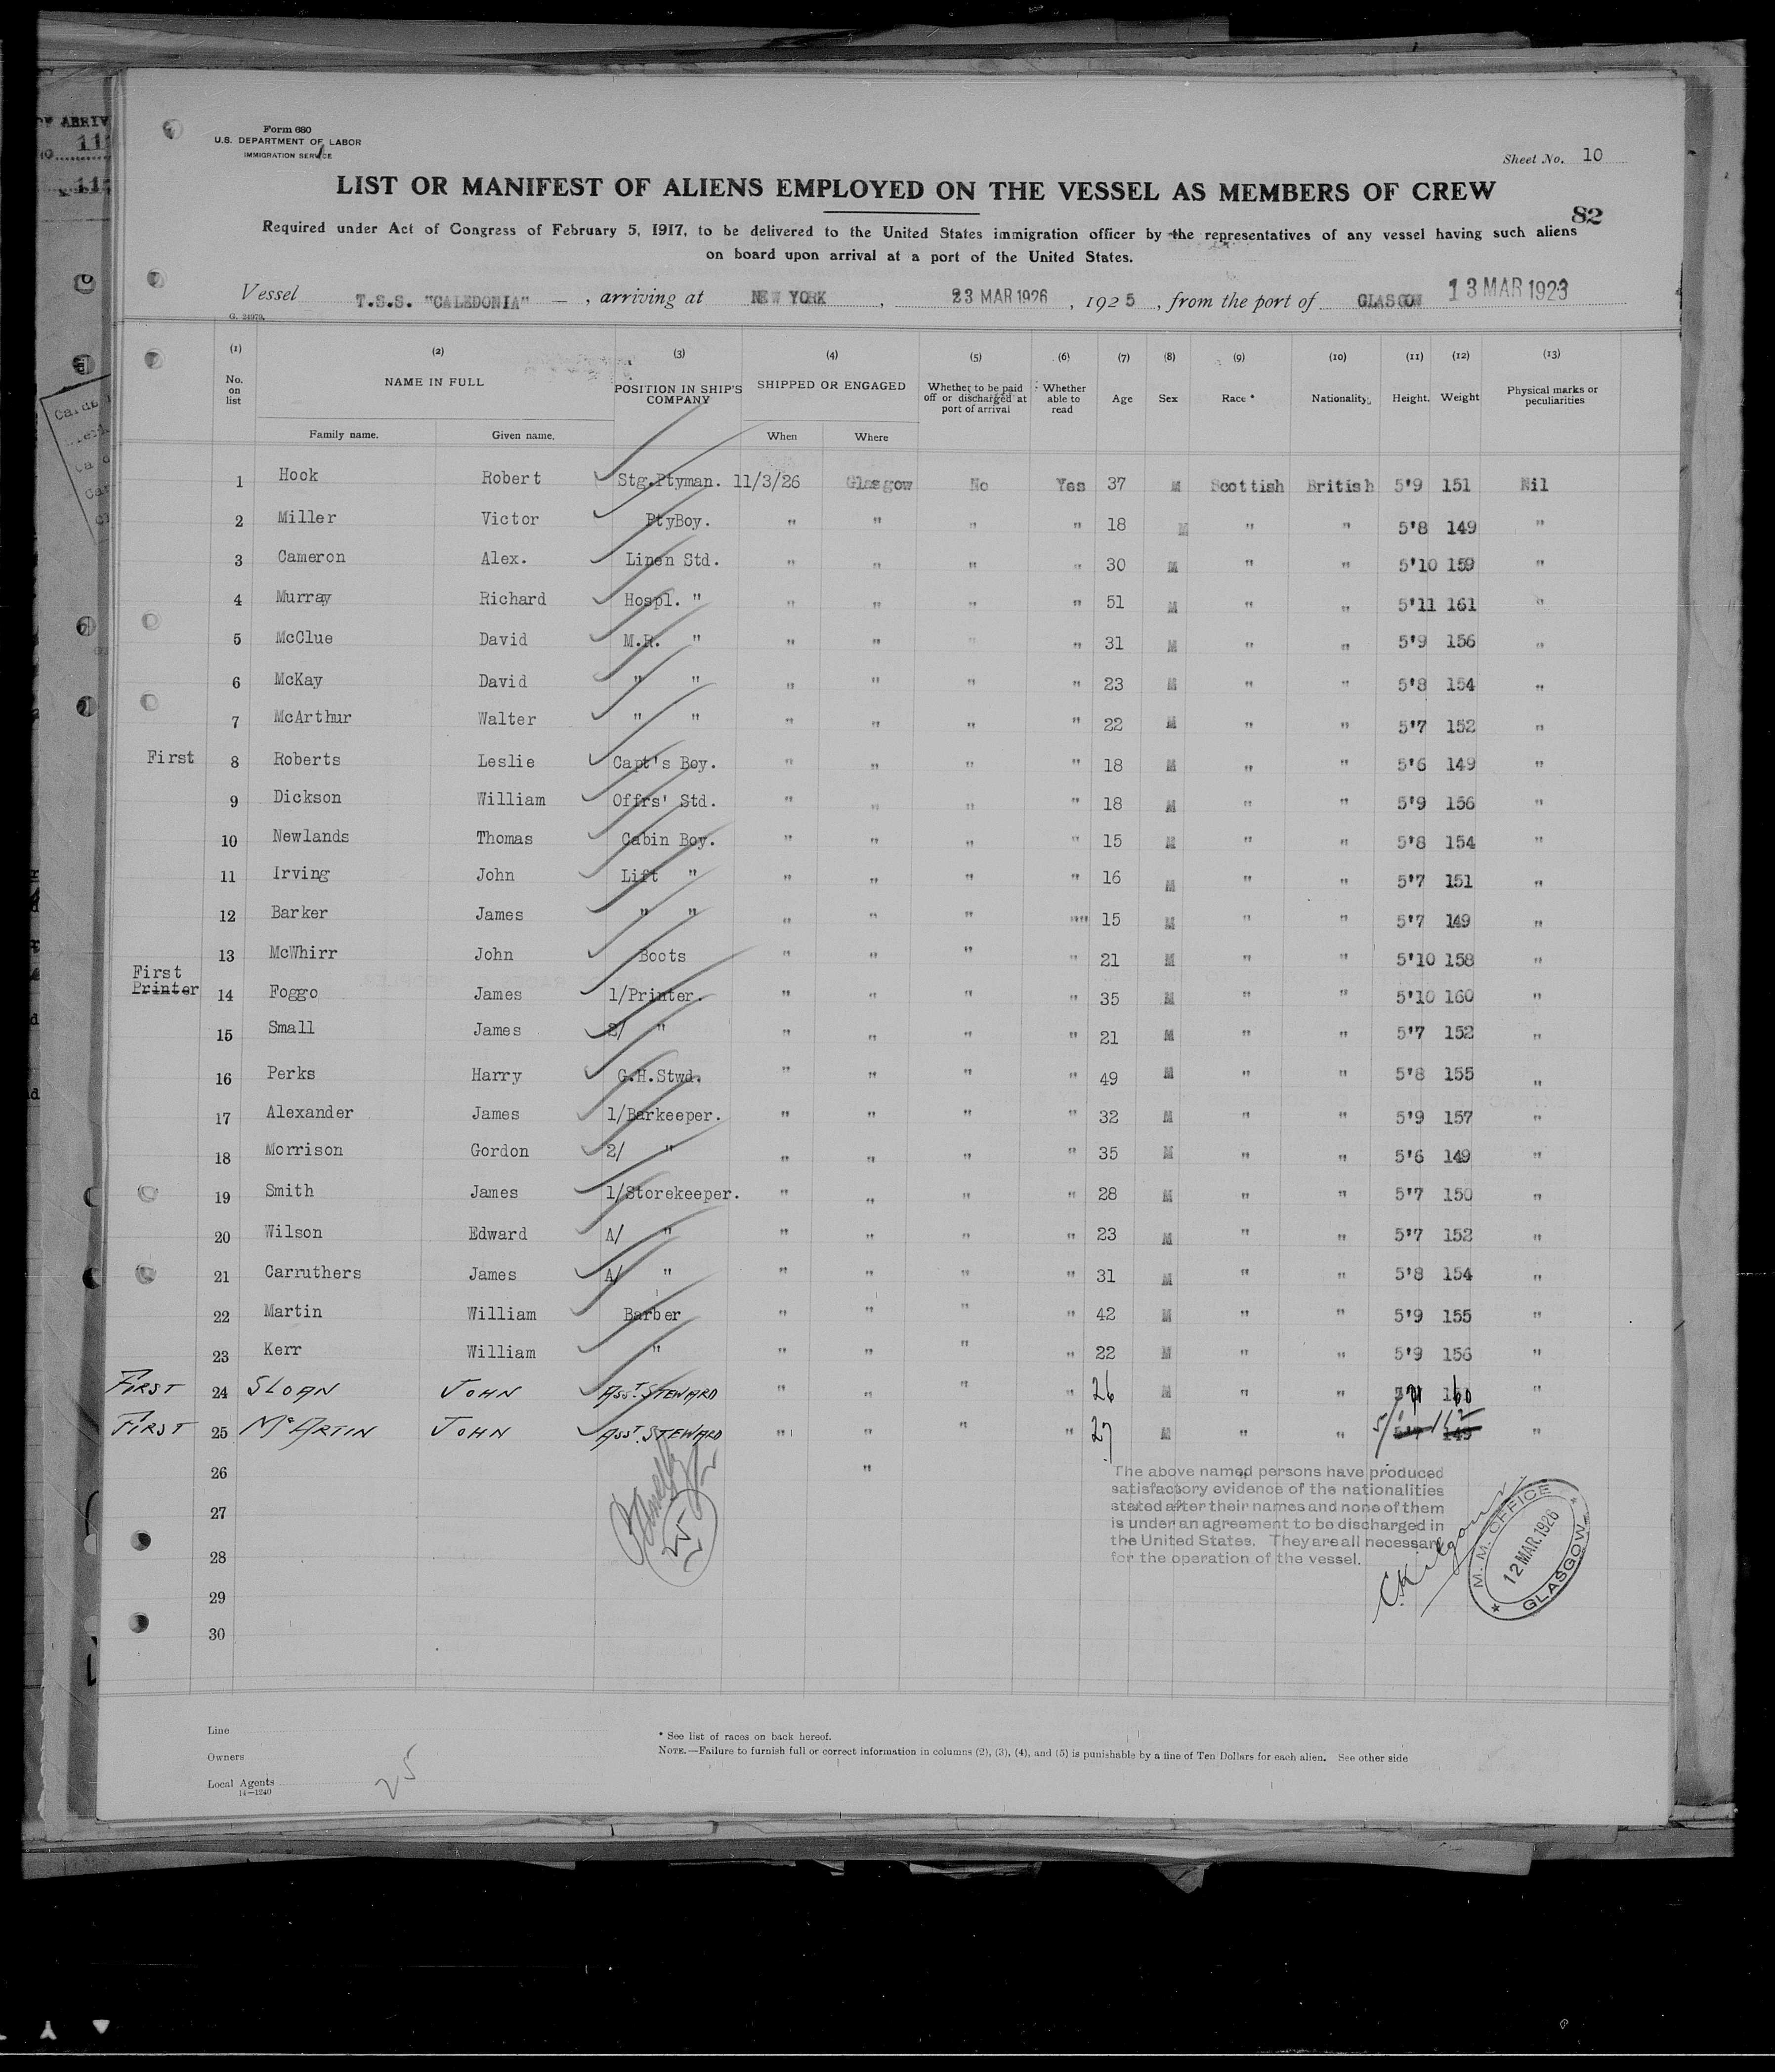 Form 680
U.S. DEPARTMENT OF LABOR
IMMIGRATION SERVICE
Sheet No. 10
LIST OR MANIFEST OF ALIENS EMPLOYED ON THE VESSEL AS MEMBERS OF CREW
82
Required under Act of Congress of February 5, 1917, to be delivered to the United States immigration officer by the representatives of any vessel having such aliens
on board upon arrival at a port of the United States.
Vessel T.S.S. "CALEDONIA" — , arriving at NEW YORK , 23 MAR 1926 , 1925 , from the port of GLASGOW 13 MAR 1923
G. 24970.
(1) (2) (3) (4) (5) (6) (7) (8) (9) (10) (11) (12) (13)
No. on list NAME IN FULL POSITION IN SHIP'S COMPANY SHIPPED OR ENGAGED Whether to be paid off or discharged at port of arrival Whether able to read Age Sex Race * Nationality. Height. Weight Physical marks or peculiarities
Family name. Given name. When Where
1 Hook Robert Stg.Ptyman. 11/3/26 Glasgow No Yes 37 M Scottish British 5'9 151 Nil
2 Miller Victor PtyBoy. " " " " 18 M " " 5'8 149 "
3 Cameron Alex. Linen Std. " " " " 30 M " " 5'10 159 "
4 Murray Richard Hospl. " " " " " 51 M " " 5'11 161 "
5 McClue David M.R. " " " " " 31 M " " 5'9 156 "
6 McKay David " " " " " " 23 M " " 5'8 154 "
7 McArthur Walter " " " " " " 22 M " " 5'7 152 "
First 8 Roberts Leslie Capt's Boy. " " " " 18 M " " 5'6 149 "
9 Dickson William Offrs' Std. " " " " 18 M " " 5'9 156 "
10 Newlands Thomas Cabin Boy. " " " " 15 M " " 5'8 154 "
11 Irving John Lift " " " " " 16 M " " 5'7 151 "
12 Barker James " " " " " "" 15 M " " 5'7 149 "
13 McWhirr John Boots " " " " 21 M " " 5'10 158 "
First
Printer 14 Foggo James 1/Printer. " " " " 35 M " " 5'10 160 "
15 Small James 2/ " " " " " 21 M " " 5'7 152 "
16 Perks Harry G.H.Stwd. " " " " 49 M " " 5'8 155 "
17 Alexander James 1/Barkeeper. " " " " 32 M " " 5'9 157 "
18 Morrison Gordon 2/ " " " " " 35 M " " 5'6 149 "
19 Smith James 1/Storekeeper. " " " " 28 M " " 5'7 150 "
20 Wilson Edward A/ " " " " " 23 M " " 5'7 152 "
21 Carruthers James A/ " " " " " 31 M " " 5'8 154 "
22 Martin William Barber " " " " 42 M " " 5'9 155 "
23 Kerr William " " " " " 22 M " " 5'9 156 "
FIRST 24 SLOAN JOHN ASST. STEWARD " " " " 26 M " " 160 "
FIRST 25 McARTIN JOHN ASST. STEWARD " " " " 27 M " " "
26 "
27
28
29
30
The above named persons have produced
satisfactory evidence of the nationalities
stated after their names and none of them
is under an agreement to be discharged in
the United States. They are all necessary
for the operation of the vessel.
M. M. OFFICE
12 MAR.1926
GLASGOW
Line
Owners
Local Agents
14—1240
25
* See list of races on back hereof.
NOTE.—Failure to furnish full or correct information in columns (2), (3), (4), and (5) is punishable by a fine of Ten Dollars for each alien. See other side